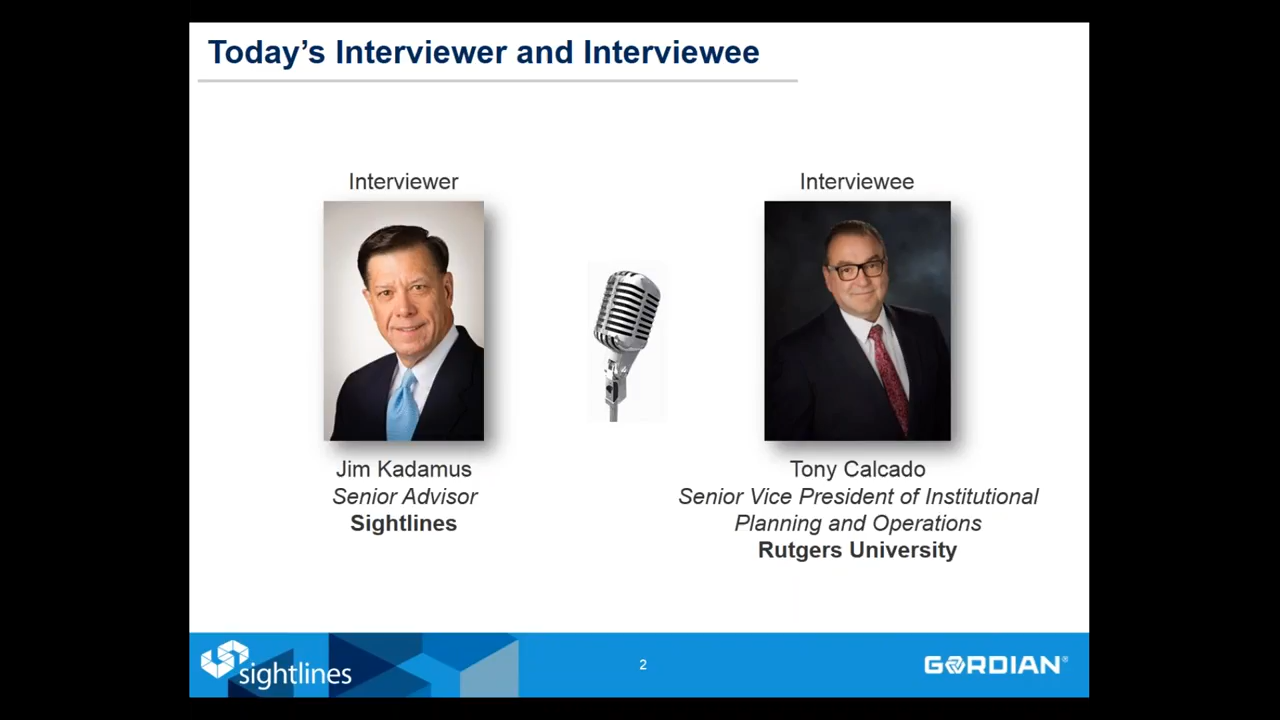 Today's Interviewer and Interviewee
Interviewer
Interviewee
Jim Kadamus
Senior Advisor
Sightlines
Tony Calcado
Senior Vice President of Institutional
Planning and Operations
Rutgers University
sightlines
2
GORDIAN®